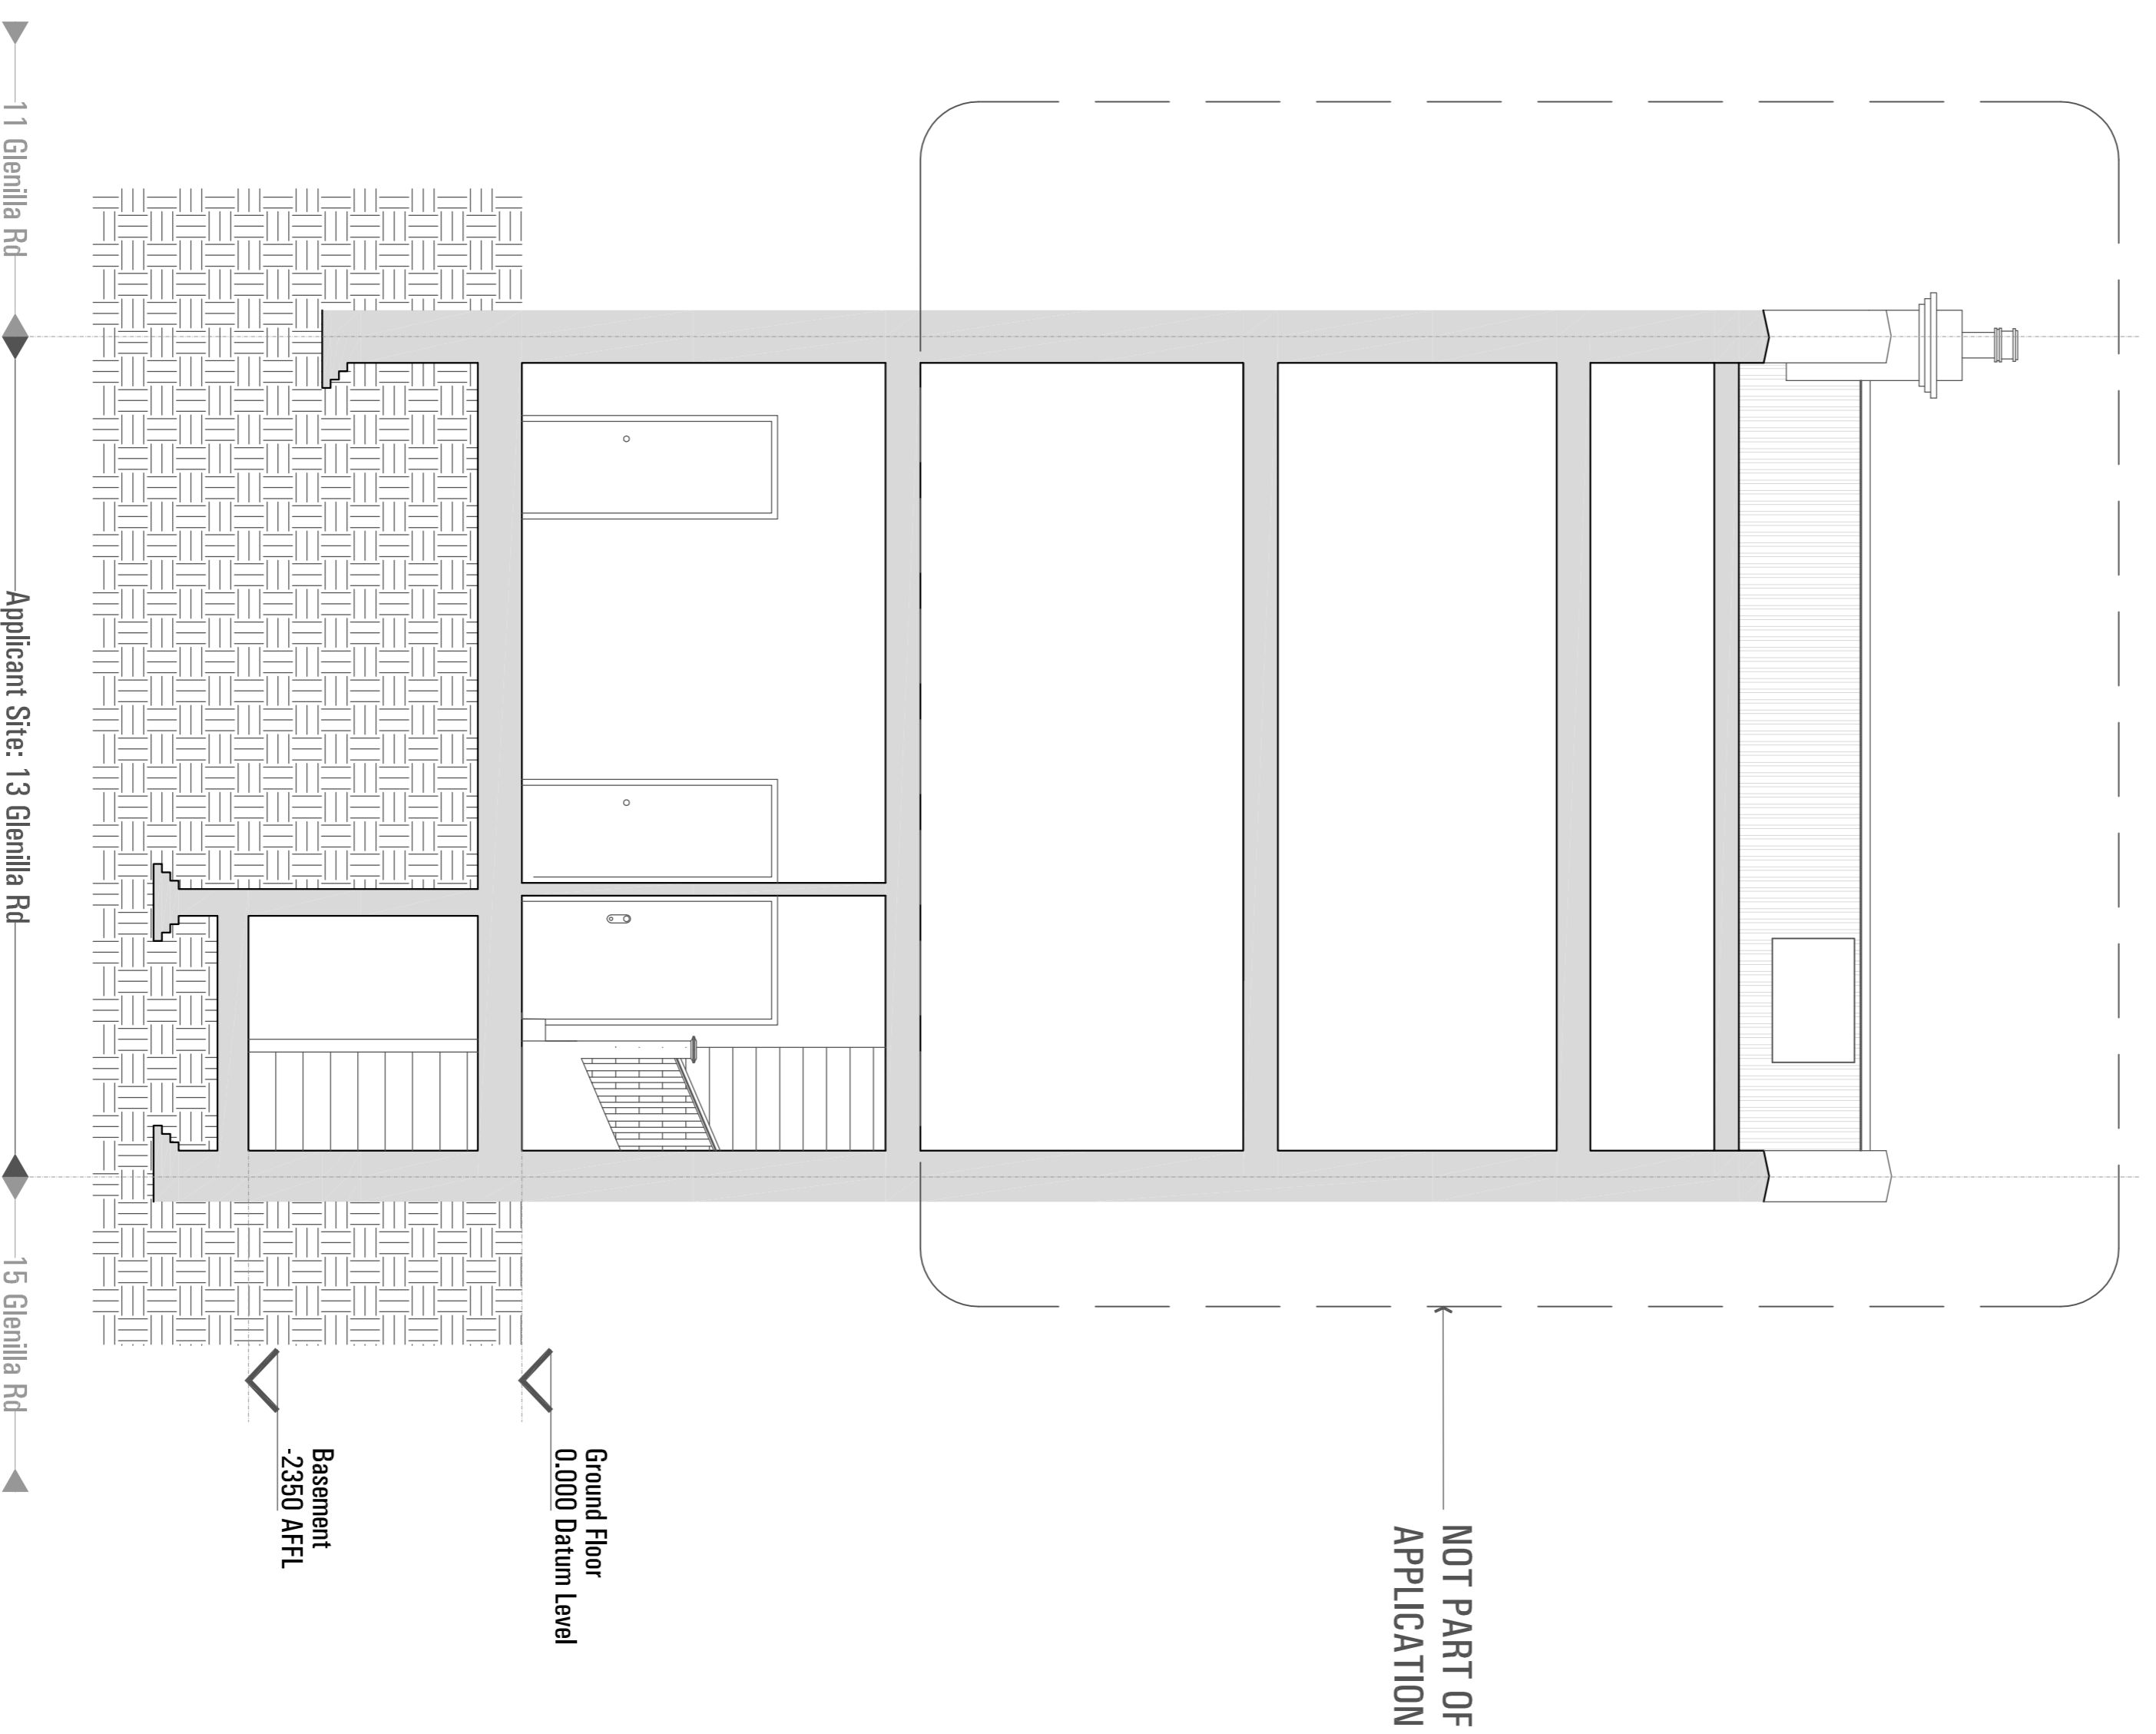 NOT PART OF
APPLICATION
Ground Floor
0.000 Datum Level
Basement
-2350 AFFL
11 Glenilla Rd
Applicant Site: 13 Glenilla Rd
15 Glenilla Rd